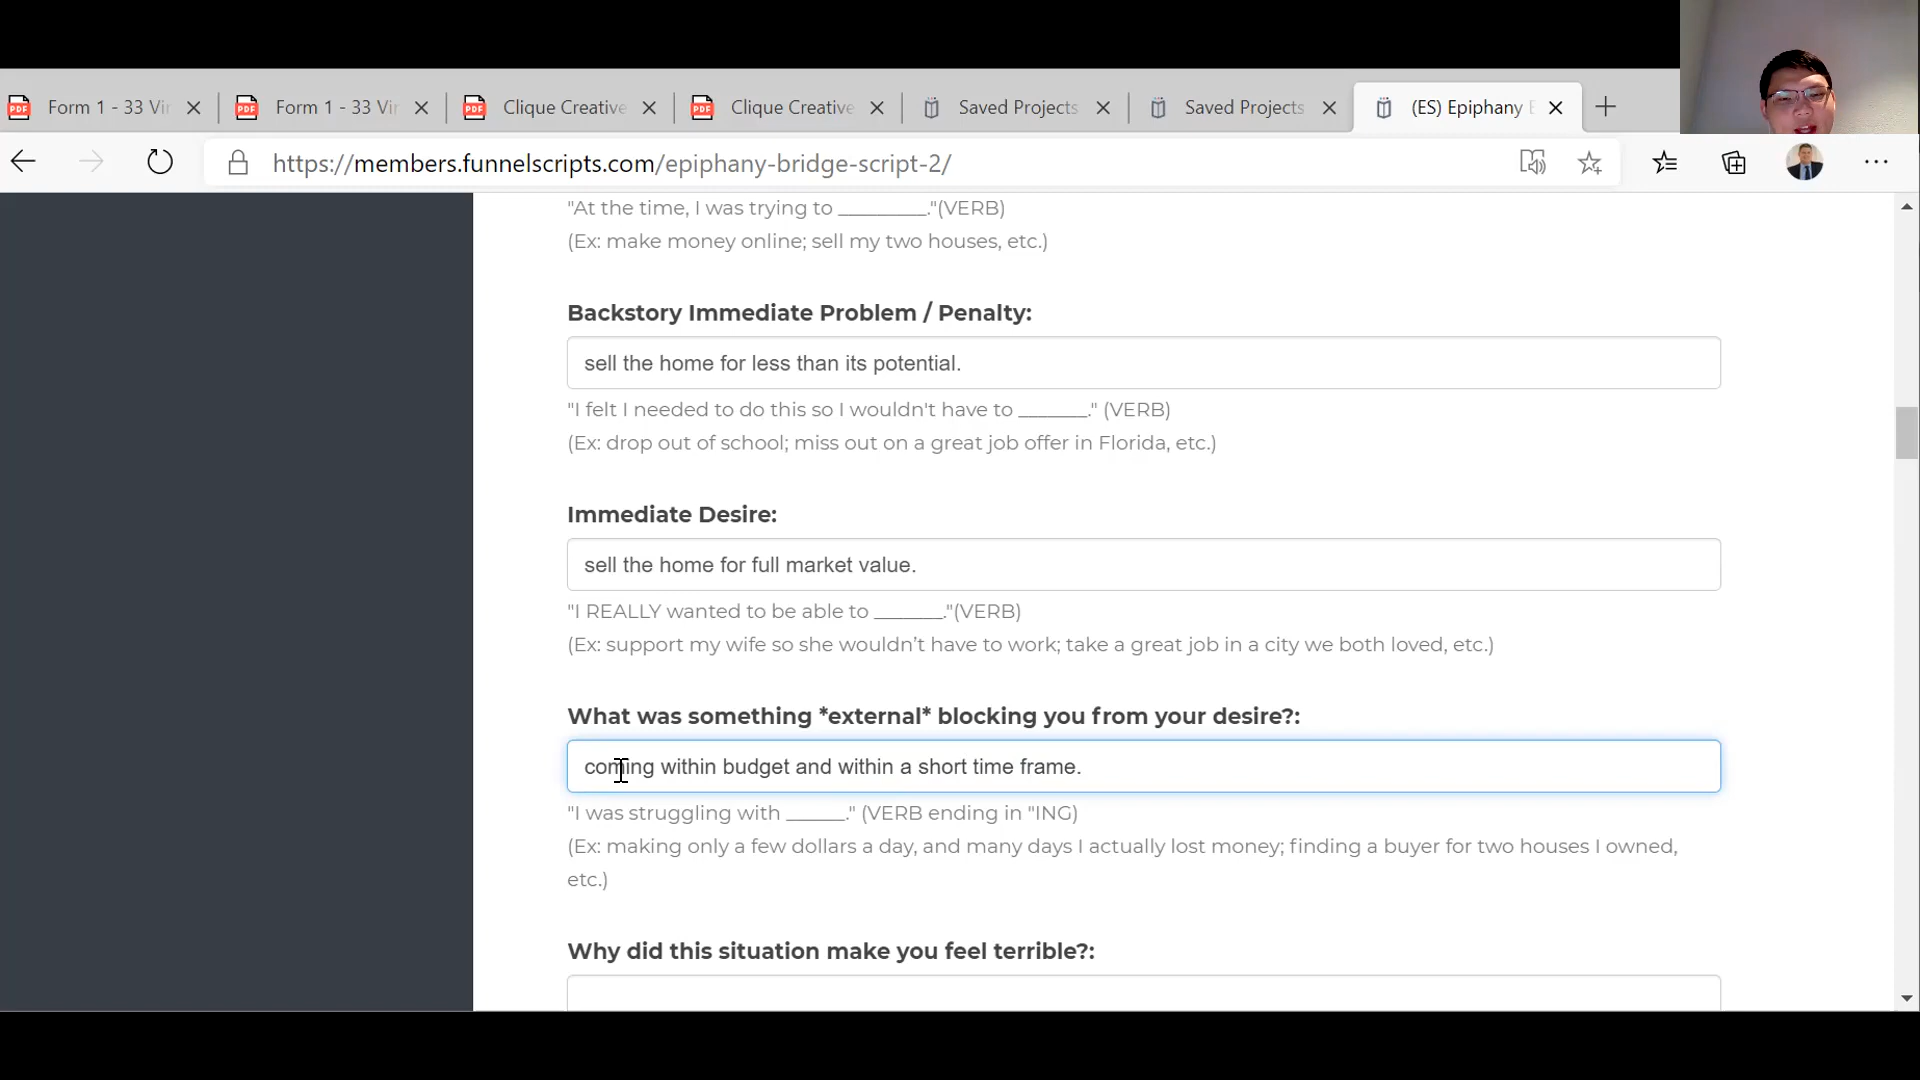 Form 1 - 33 Vir
Form 1 - 33 Vir
Clique Creative
Clique Creative
Saved Projects
Saved Projects
(ES) Epiphany
https://members.funnelscripts.com/epiphany-bridge-script-2/
"At the time, I was trying to _________."(VERB)
(Ex: make money online; sell my two houses, etc.)
Backstory Immediate Problem / Penalty:
sell the home for less than its potential.
"I felt I needed to do this so I wouldn't have to _______." (VERB)
(Ex: drop out of school; miss out on a great job offer in Florida, etc.)
Immediate Desire:
sell the home for full market value.
"I REALLY wanted to be able to _______."(VERB)
(Ex: support my wife so she wouldn’t have to work; take a great job in a city we both loved, etc.)
What was something *external* blocking you from your desire?:
coming within budget and within a short time frame.
"I was struggling with ______." (VERB ending in "ING)
(Ex: making only a few dollars a day, and many days I actually lost money; finding a buyer for two houses I owned,
etc.)
Why did this situation make you feel terrible?: